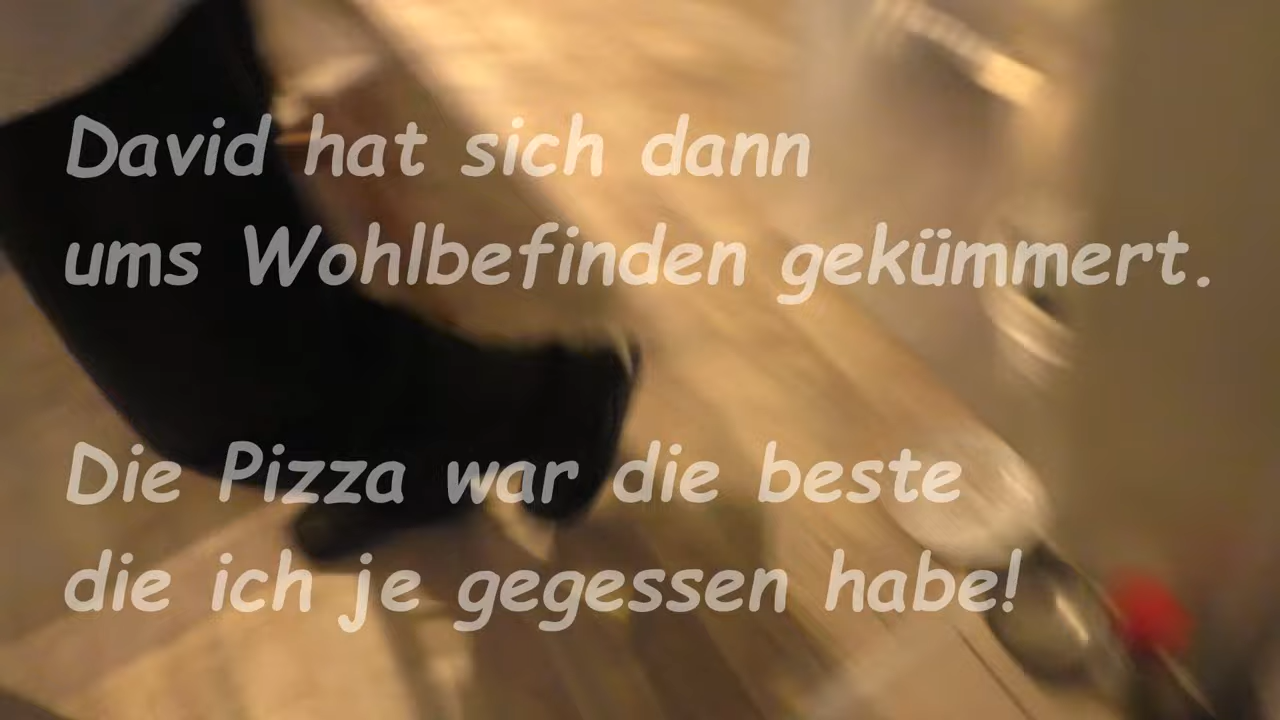 David hat sich dann
ums Wohlbefinden gekümmert.
Die Pizza war die beste
die ich je gegessen habe!